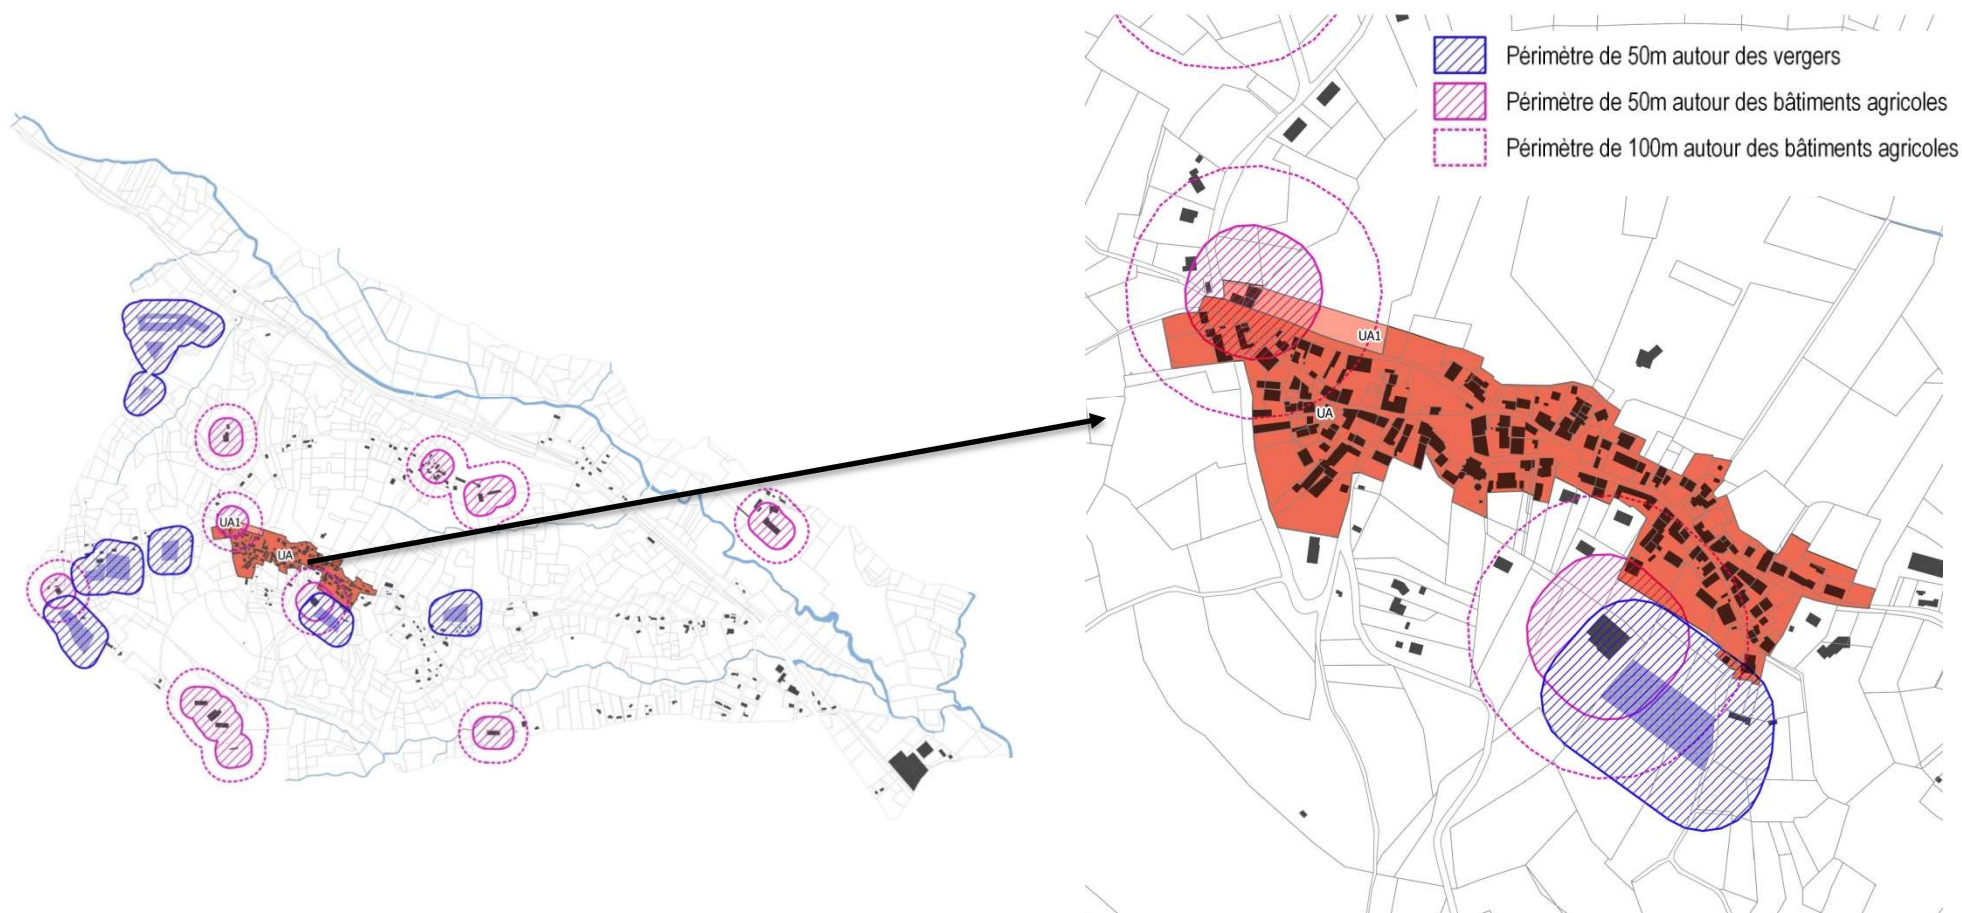 Périmètre de 50m autour des vergers
Périmètre de 50m autour des bâtiments agricoles
Périmètre de 100m autour des bâtiments agricoles
UA1
UA
UA1
UA